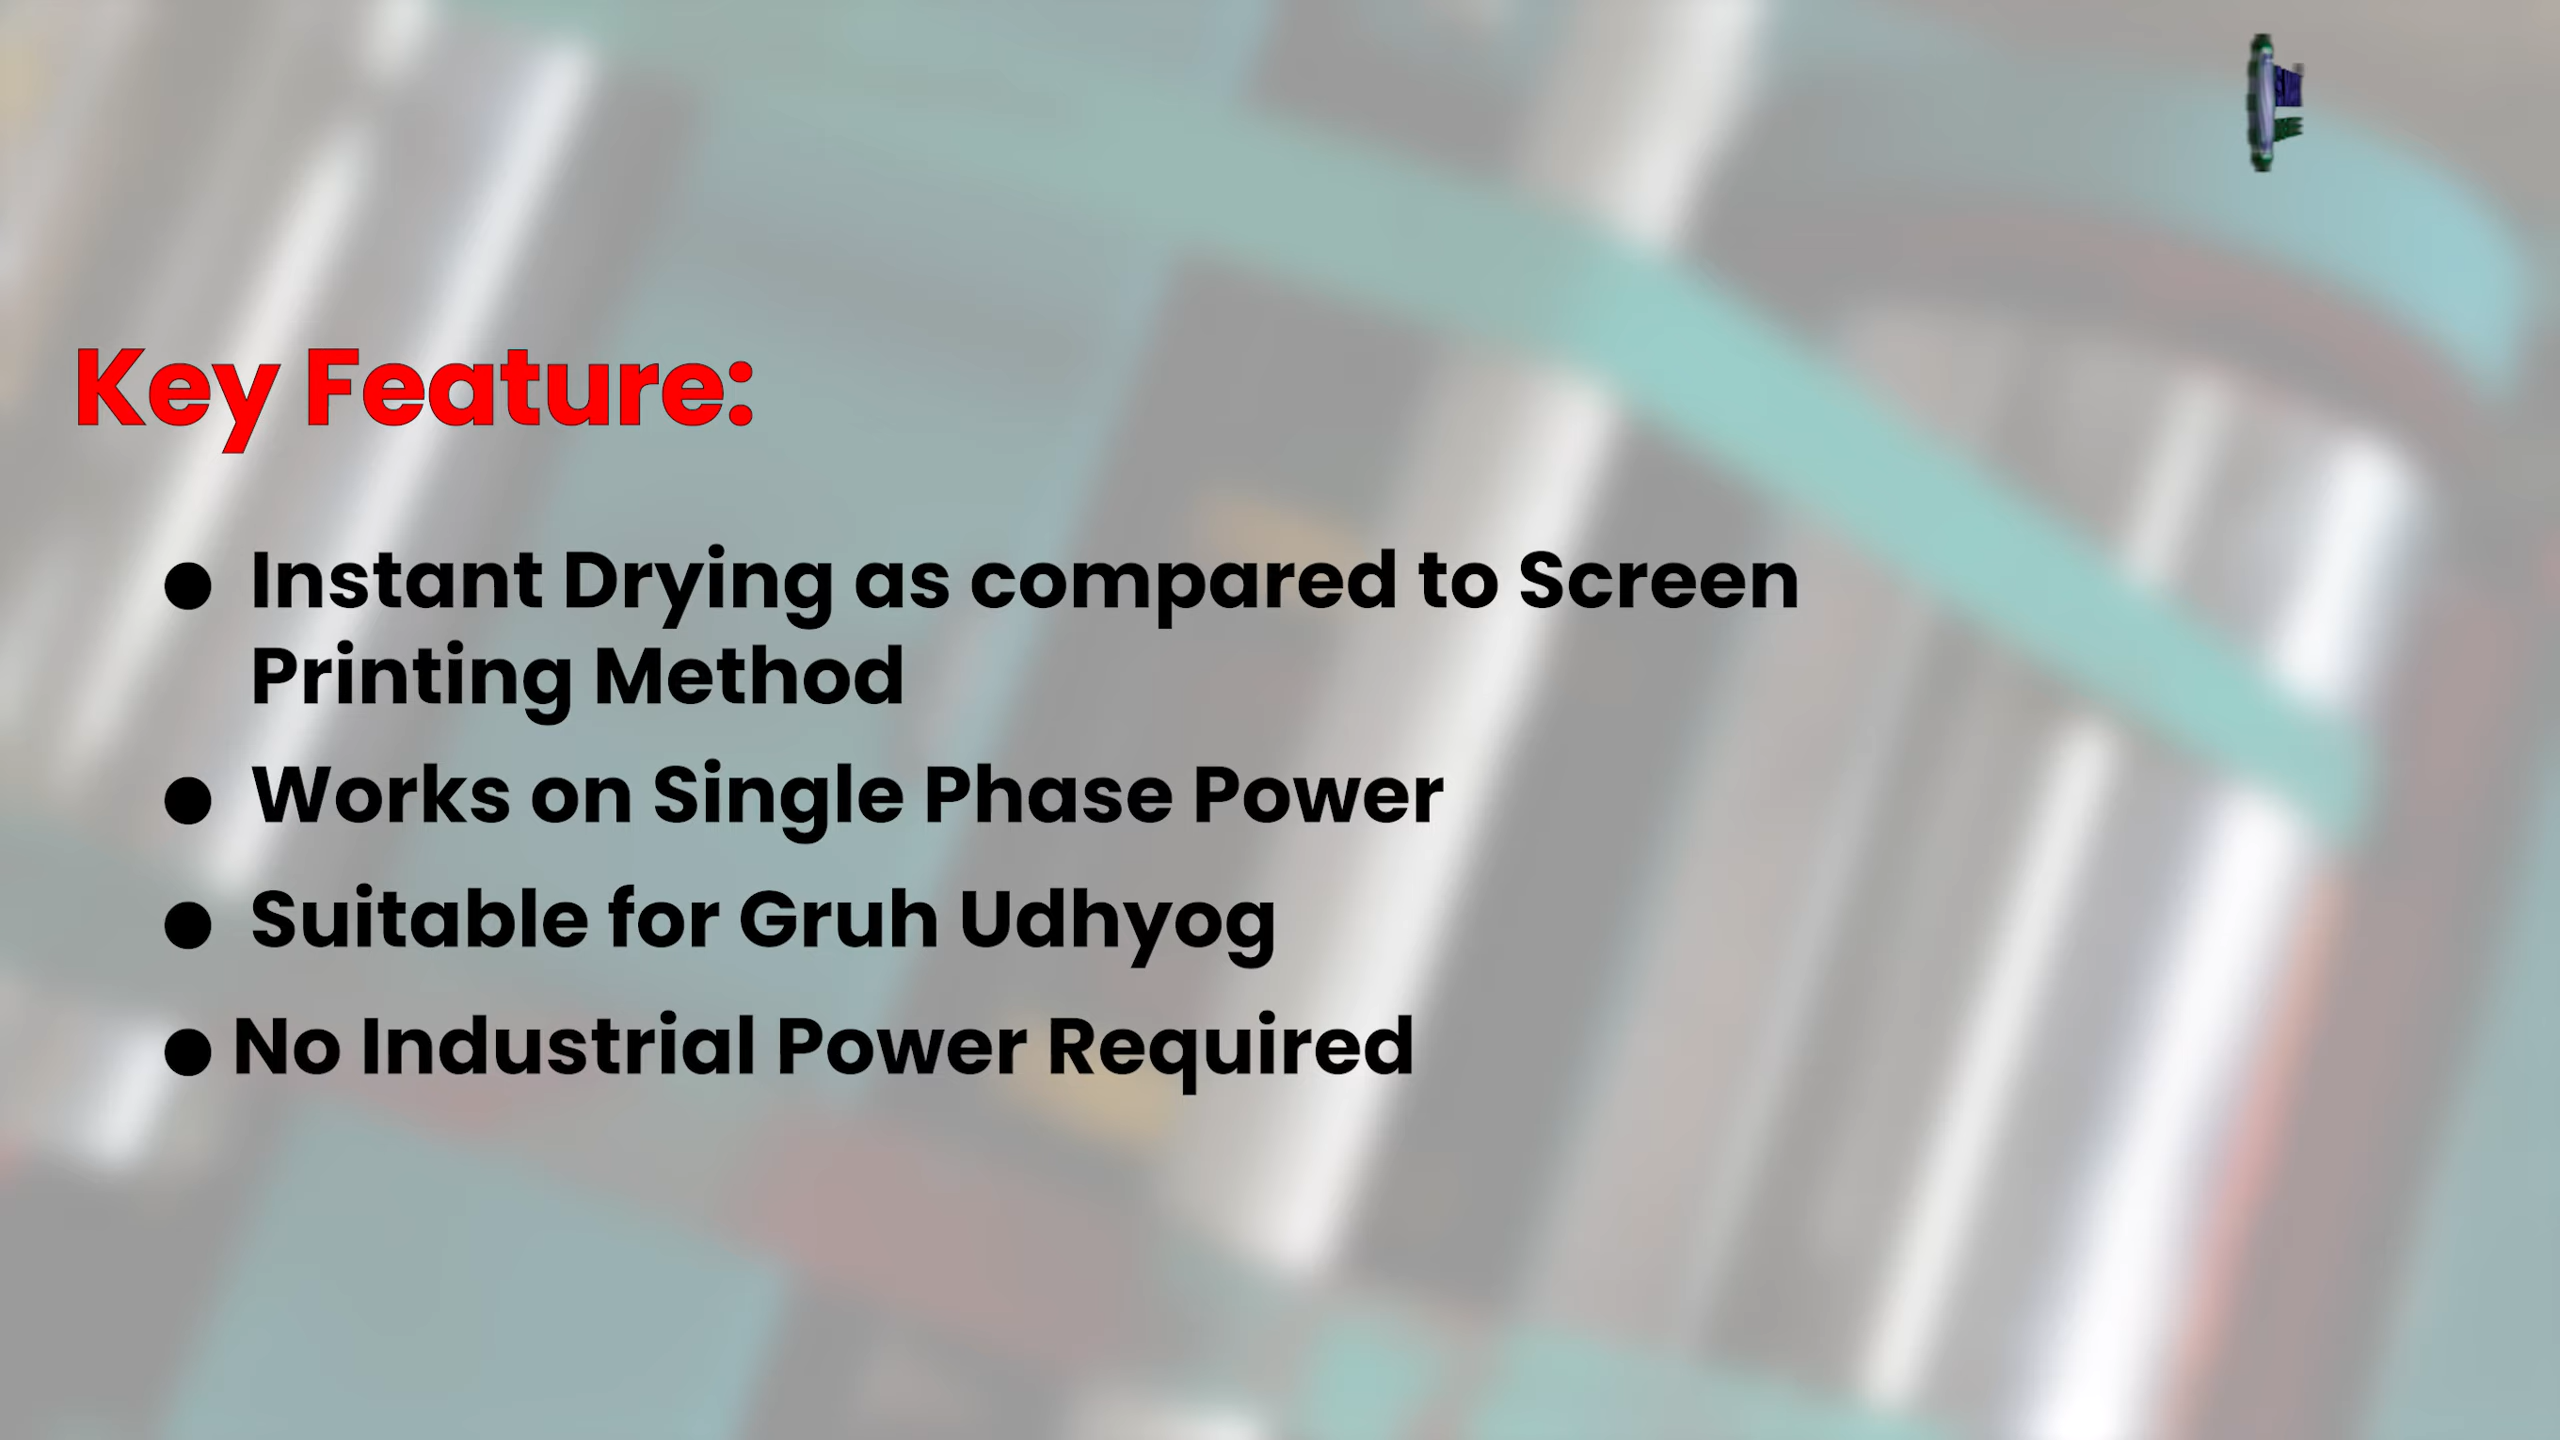 Key Feature:
● Instant Drying as compared to Screen
Printing Method
● Works on Single Phase Power
● Suitable for Gruh Udhyog
● No Industrial Power Required